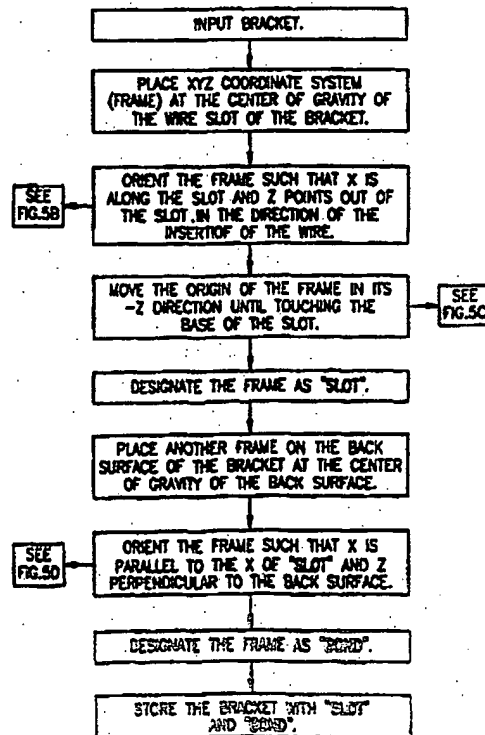 INPUT BRACKET.
PLACE XYZ COORDINATE SYSTEM
(FRAME) AT THE CENTER OF GRAVITY OF
THE WIRE SLOT OF THE BRACKET.
SEE
FIG.5B
ORIENT THE FRAME SUCH THAT X IS
ALONG THE SLOT AND Z POINTS OUT OF
THE SLOT, IN THE DIRECTION OF THE
INSERTIOF OF THE WIRE.
MOVE THE ORIGIN OF THE FRAME IN ITS
-Z DIRECTION UNTIL TOUCHING THE
BASE OF THE SLOT.
SEE
FIG.5C
DESIGNATE THE FRAME AS "SLOT".
PLACE ANOTHER FRAME ON THE BACK
SURFACE OF THE BRACKET AT THE CENTER
OF GRAVITY OF THE BACK SURFACE.
SEE
FIG.5D
ORIENT THE FRAME SUCH THAT X IS
PARALLEL TO THE X OF "SLOT" AND Z
PERPENDICULAR TO THE BACK SURFACE.
DESIGNATE THE FRAME AS "BOND".
STORE THE BRACKET WITH "SLOT"
AND "BOND".